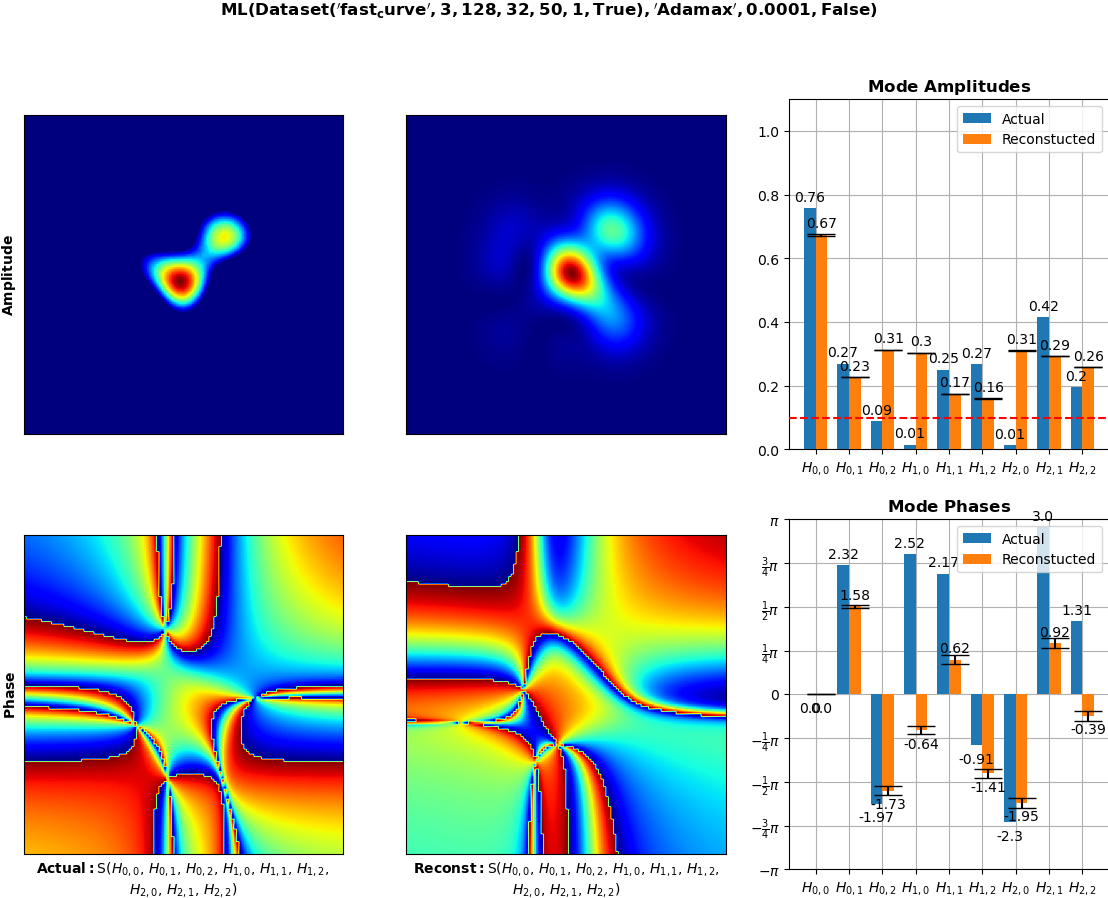 ML(Dataset('fast_curve', 3, 128, 32, 50, 1, True), 'Adamax', 0.0001, False)
Amplitude
Mode Amplitudes
Actual
Reconstucted
1.0
0.8
0.6
0.4
0.2
0.0
0.76
0.67
0.27
0.23
0.09
0.31
0.01
0.3
0.25
0.17
0.27
0.16
0.01
0.31
0.42
0.29
0.2
0.26
H0,0 H0,1 H0,2 H1,0 H1,1 H1,2 H2,0 H2,1 H2,2
Phase
Mode Phases
Actual
Reconstucted
π
3/4π
1/2π
1/4π
0
−1/4π
−1/2π
−3/4π
−π
0.0
0.0
2.32
1.58
-1.97
-1.73
2.52
-0.64
2.17
0.62
-0.91
-1.41
-2.3
-1.95
3.0
0.92
1.31
-0.39
H0,0 H0,1 H0,2 H1,0 H1,1 H1,2 H2,0 H2,1 H2,2
Actual: S(H0,0, H0,1, H0,2, H1,0, H1,1, H1,2,
H2,0, H2,1, H2,2)
Reconst: S(H0,0, H0,1, H0,2, H1,0, H1,1, H1,2,
H2,0, H2,1, H2,2)